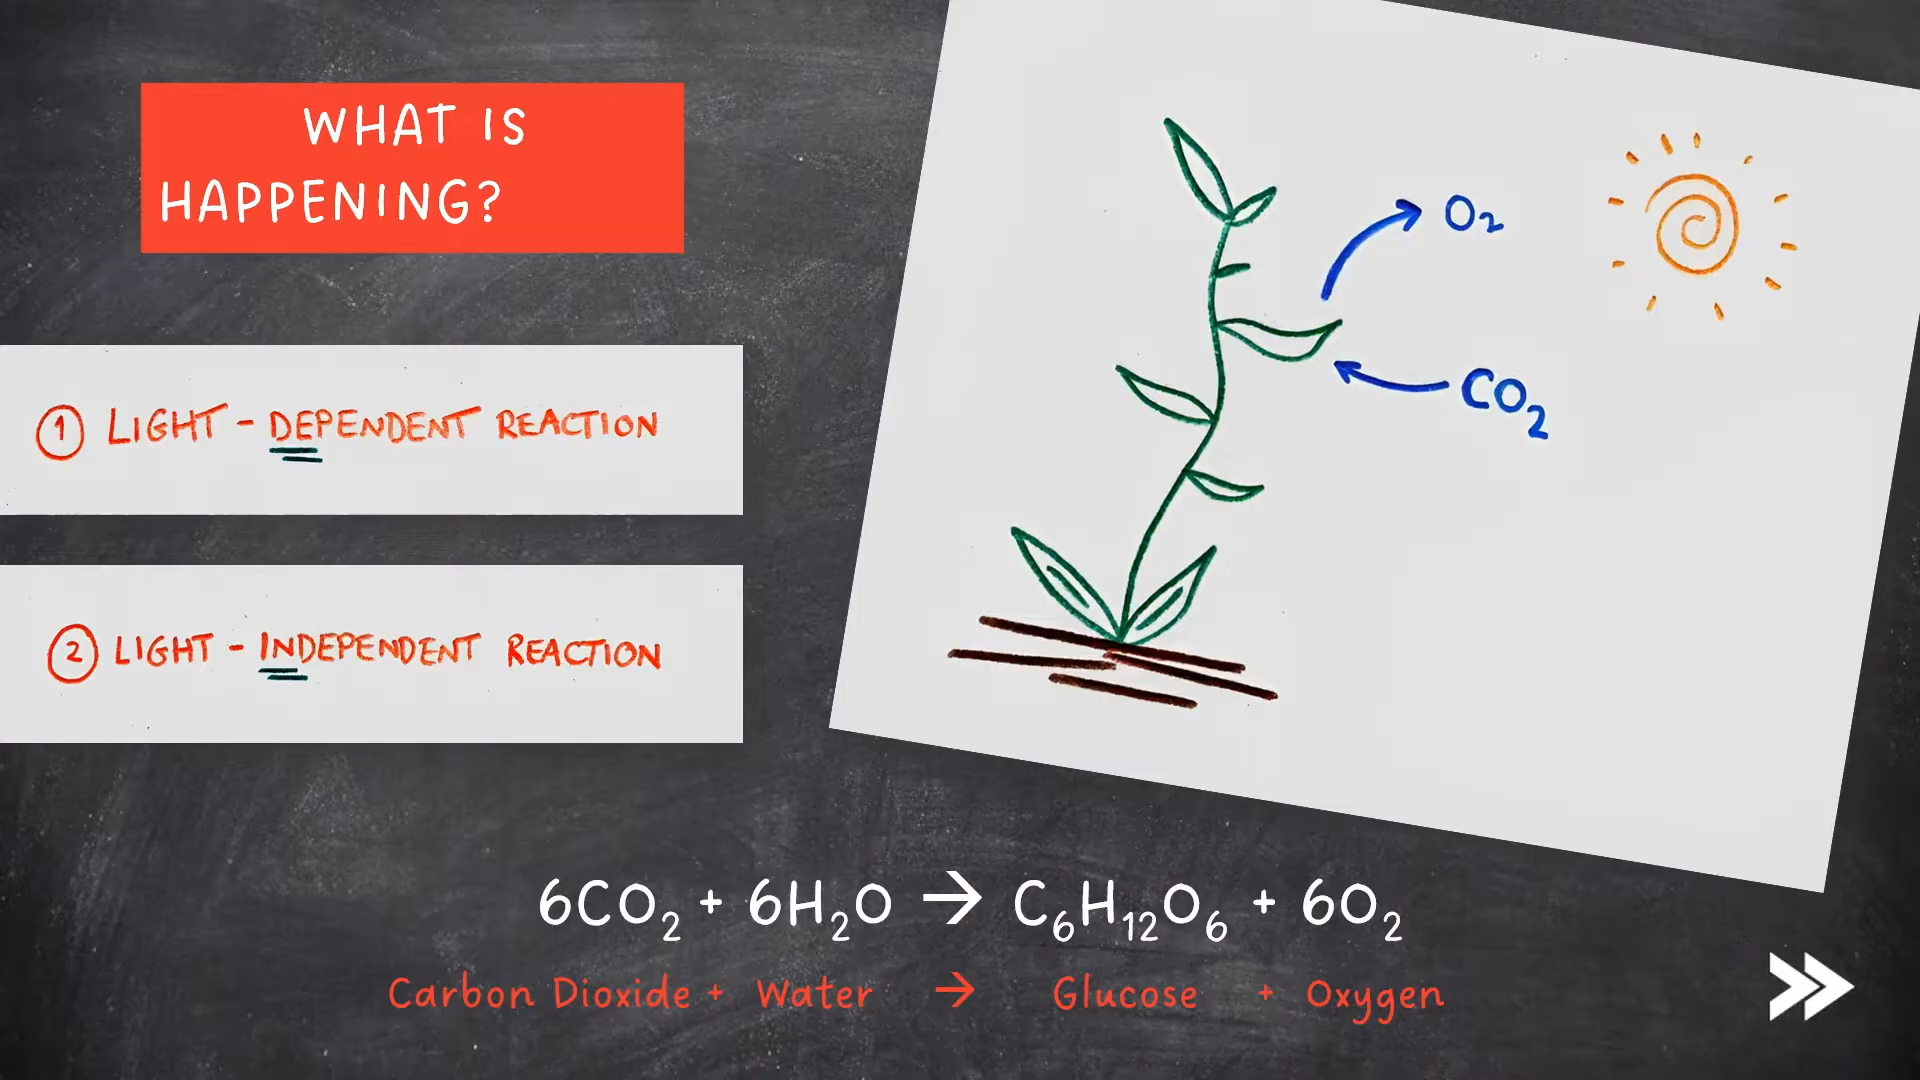 WHAT IS
HAPPENING?
① LIGHT - DEPENDENT REACTION
② LIGHT - INDEPENDENT REACTION
O₂
CO₂
6CO₂ + 6H₂O → C₆H₁₂O₆ + 6O₂
Carbon Dioxide + Water → Glucose + Oxygen